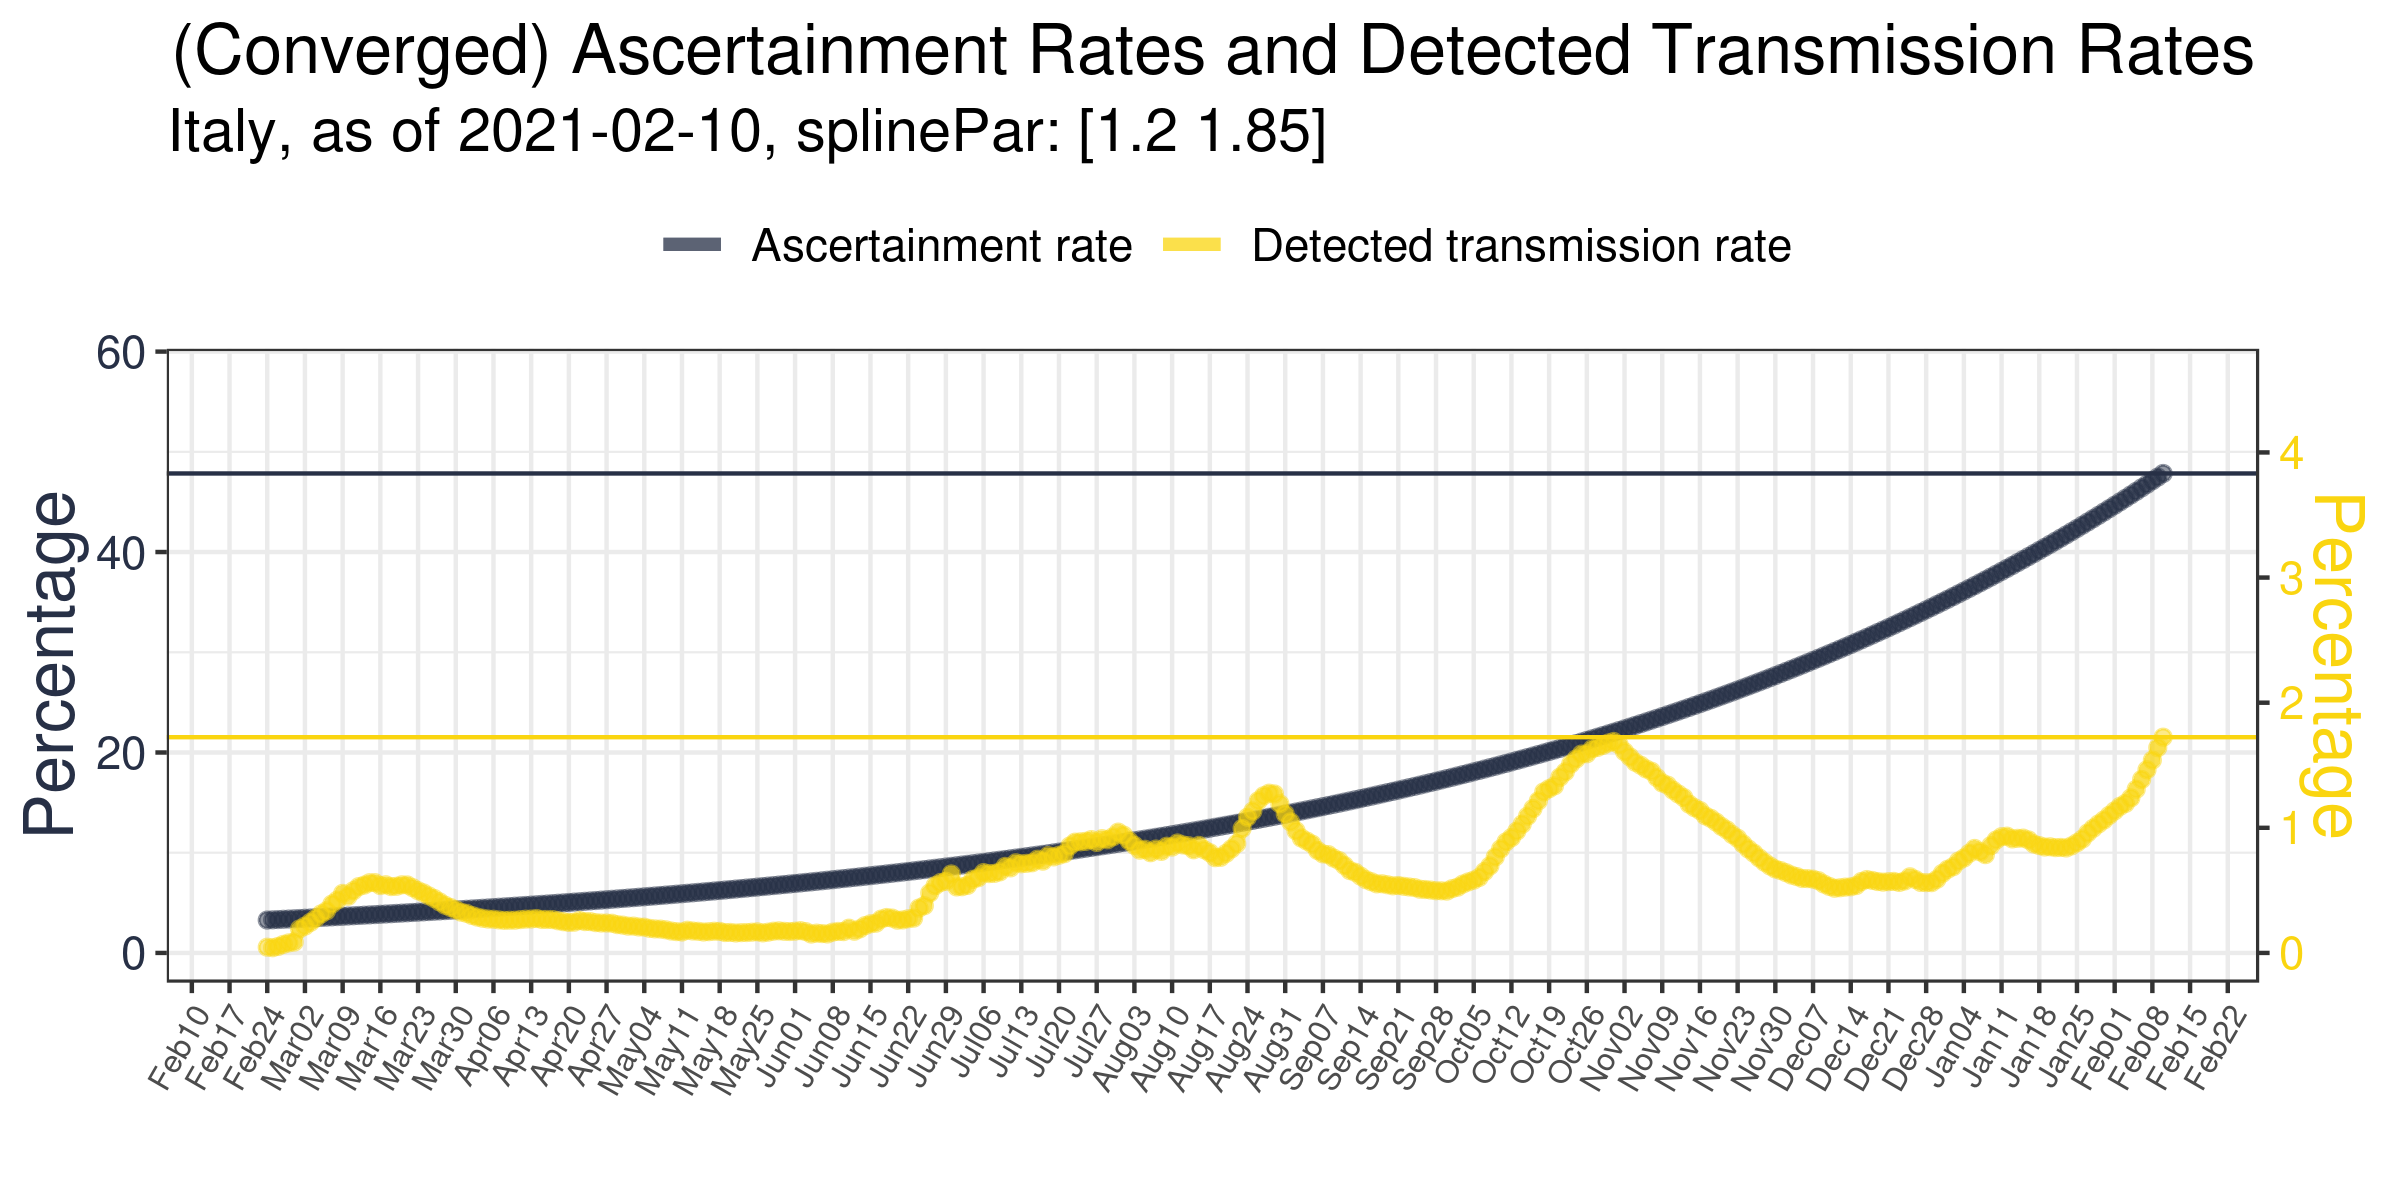 (Converged) Ascertainment Rates and Detected Transmission Rates
Italy, as of 2021-02-10, splinePar: [1.2 1.85]
Ascertainment rate Detected transmission rate
Percentage
60
40
20
0
4
3
2
1
0
Percentage
Feb10 Feb17 Feb24 Mar02 Mar09 Mar16 Mar23 Mar30 Apr06 Apr13 Apr20 Apr27 May04 May11 May18 May25 Jun01 Jun08 Jun15 Jun22 Jun29 Jul06 Jul13 Jul20 Jul27 Aug03 Aug10 Aug17 Aug24 Aug31 Sep07 Sep14 Sep21 Sep28 Oct05 Oct12 Oct19 Oct26 Nov02 Nov09 Nov16 Nov23 Nov30 Dec07 Dec14 Dec21 Dec28 Jan04 Jan11 Jan18 Jan25 Feb01 Feb08 Feb15 Feb22